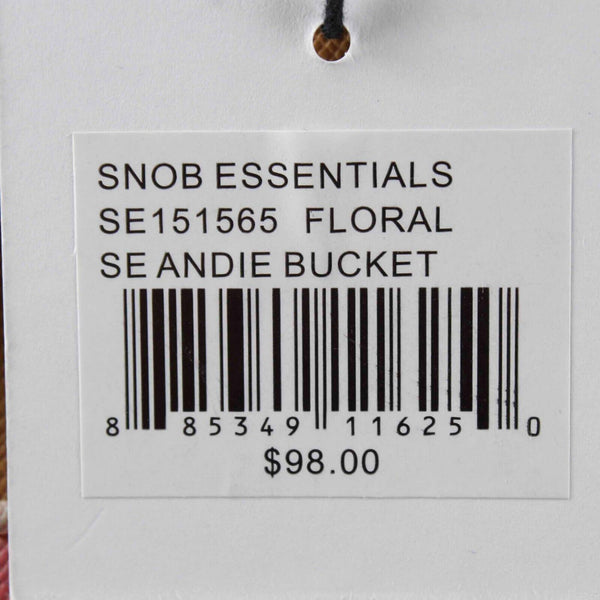 SNOB ESSENTIALS
SE151565 FLORAL
SE ANDIE BUCKET
8 85349 11625 0
$98.00